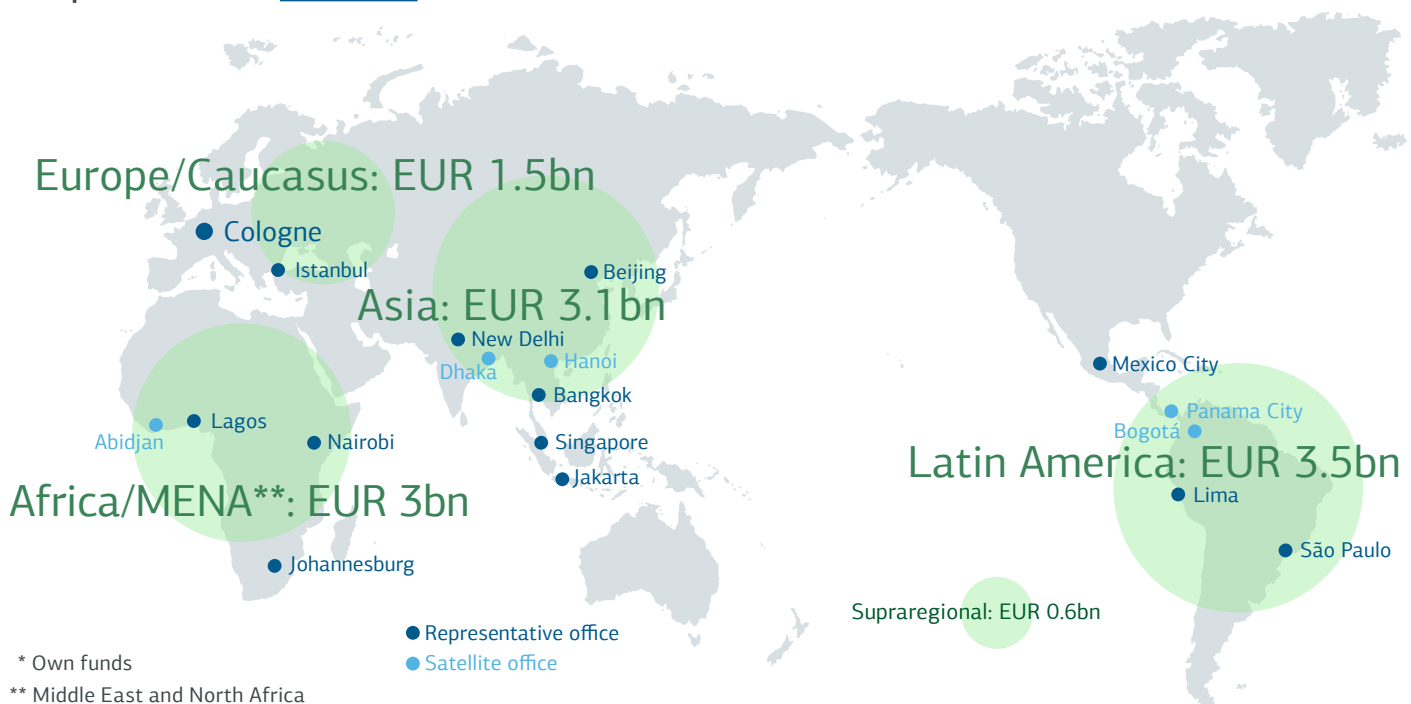 Europe/Caucasus: EUR 1.5bn
Cologne
Istanbul
Beijing
Asia: EUR 3.1bn
New Delhi
Dhaka
Hanoi
Bangkok
Singapore
Jakarta
Lagos
Abidjan
Nairobi
Africa/MENA**: EUR 3bn
Johannesburg
Mexico City
Panama City
Bogotá
Latin America: EUR 3.5bn
Lima
São Paulo
Supraregional: EUR 0.6bn
Representative office
Satellite office
* Own funds
** Middle East and North Africa